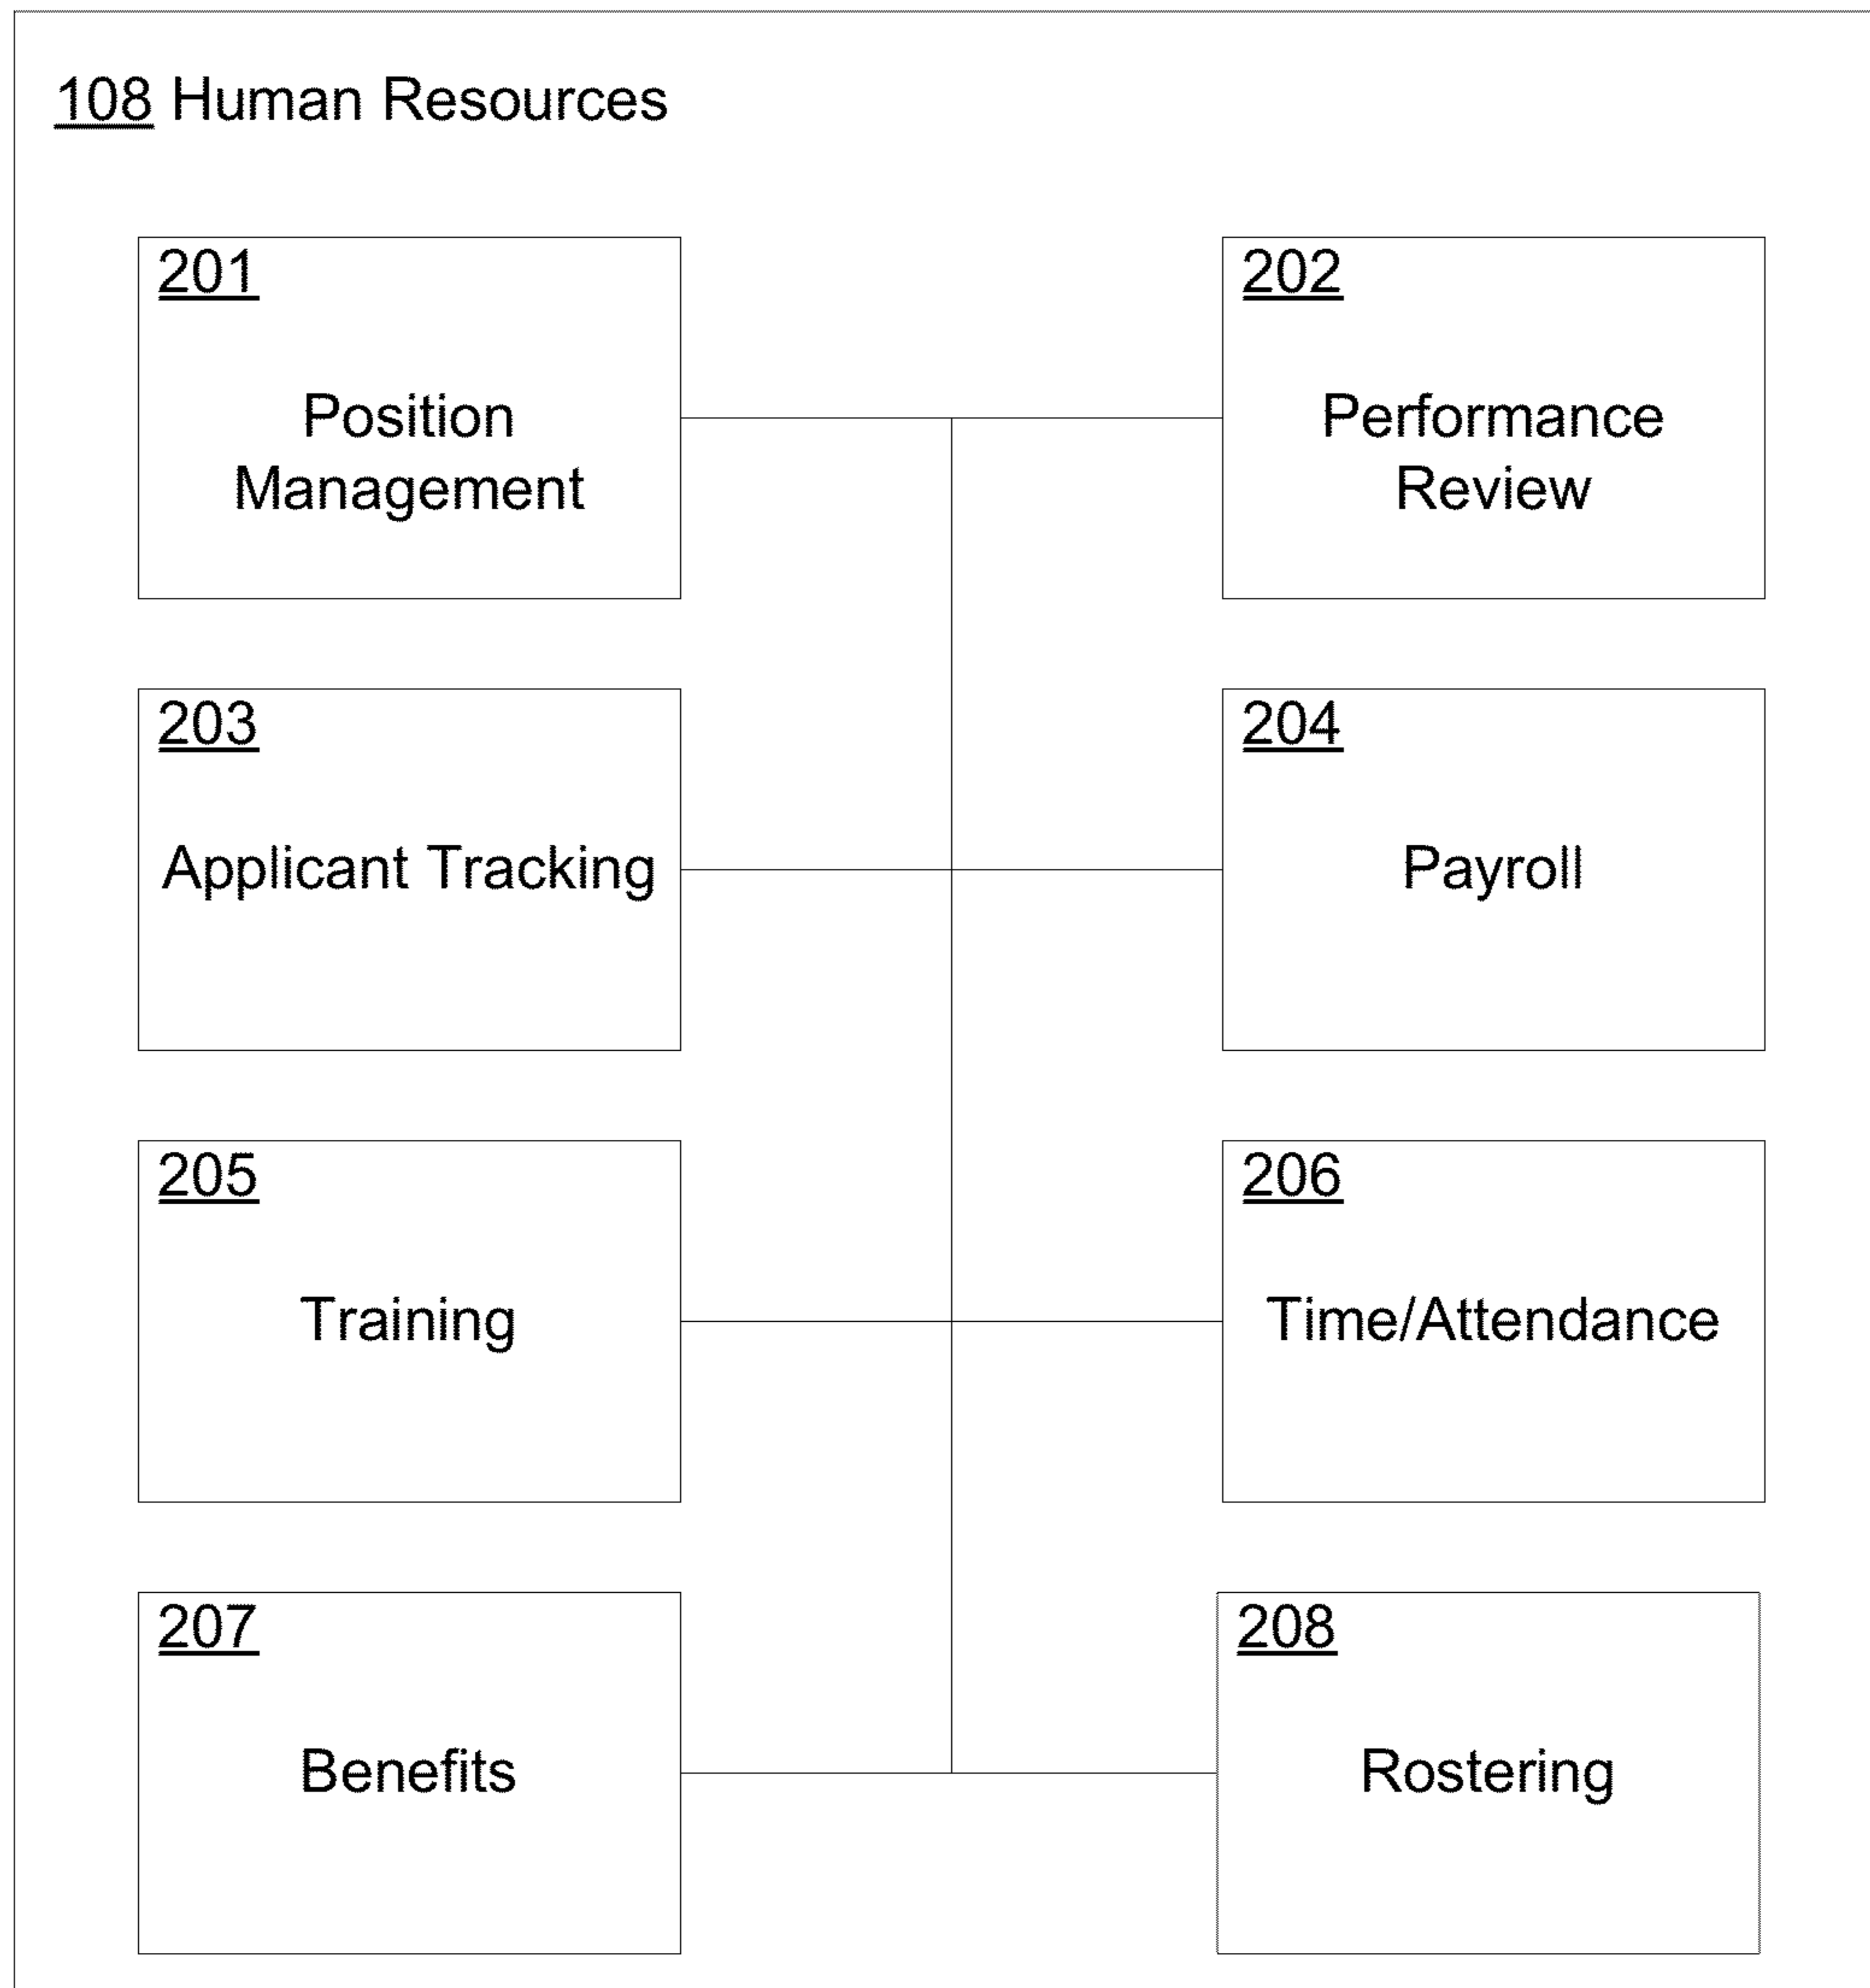 108 Human Resources
201
Position
Management
202
Performance
Review
203
Applicant Tracking
204
Payroll
205
Training
206
Time/Attendance
207
Benefits
208
Rostering